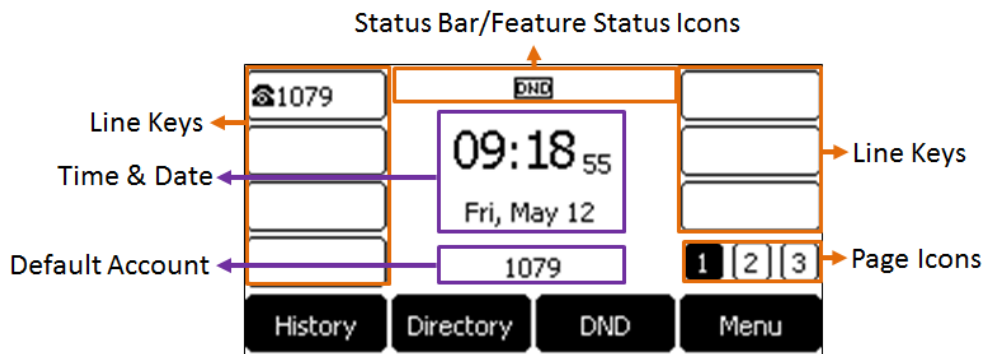 Status Bar/Feature Status Icons
DND
☎1079
Line Keys
09:18 55
Line Keys
Time & Date
Fri, May 12
Default Account
1079
1 2 3
Page Icons
History Directory DND Menu